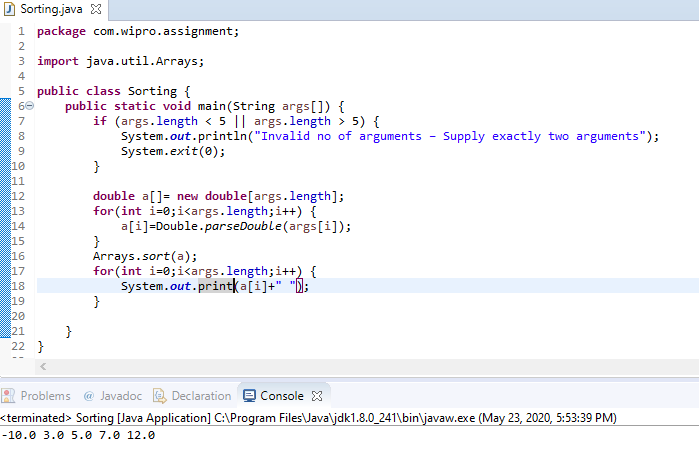 Sorting.java
1 package com.wipro.assignment;
2
3 import java.util.Arrays;
4
5 public class Sorting {
6 public static void main(String args[]) {
7 if (args.length < 5 || args.length > 5) {
8 System.out.println("Invalid no of arguments – Supply exactly two arguments");
9 System.exit(0);
10 }
11
12 double a[]= new double[args.length];
13 for(int i=0;i<args.length;i++) {
14 a[i]=Double.parseDouble(args[i]);
15 }
16 Arrays.sort(a);
17 for(int i=0;i<args.length;i++) {
18 System.out.print(a[i]+" ");
19 }
20
21 }
22 }
Problems @ Javadoc Declaration Console
<terminated> Sorting [Java Application] C:\Program Files\Java\jdk1.8.0_241\bin\javaw.exe (May 23, 2020, 5:53:39 PM)
-10.0 3.0 5.0 7.0 12.0